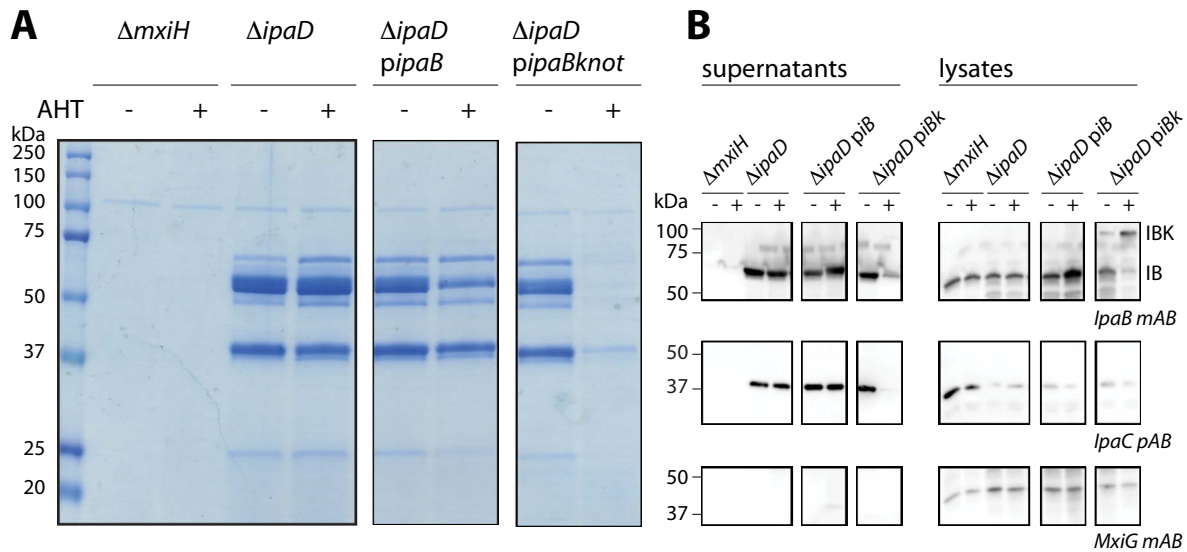 A
ΔmxiH ΔipaD ΔipaD ΔipaD
pipaB pipaBknot
AHT - + - + - + - +
kDa
250
150
100
75
50
37
25
20
B
supernatants lysates
ΔmxiH ΔipaD ΔipaD piB ΔipaD piBk ΔmxiH ΔipaD ΔipaD piB ΔipaD piBk
kDa - + - + - + - + - + - + - + - +
100 IBK
75
IB
50
IpaB mAB
50
37
IpaC pAB
50
37
MxiG mAB